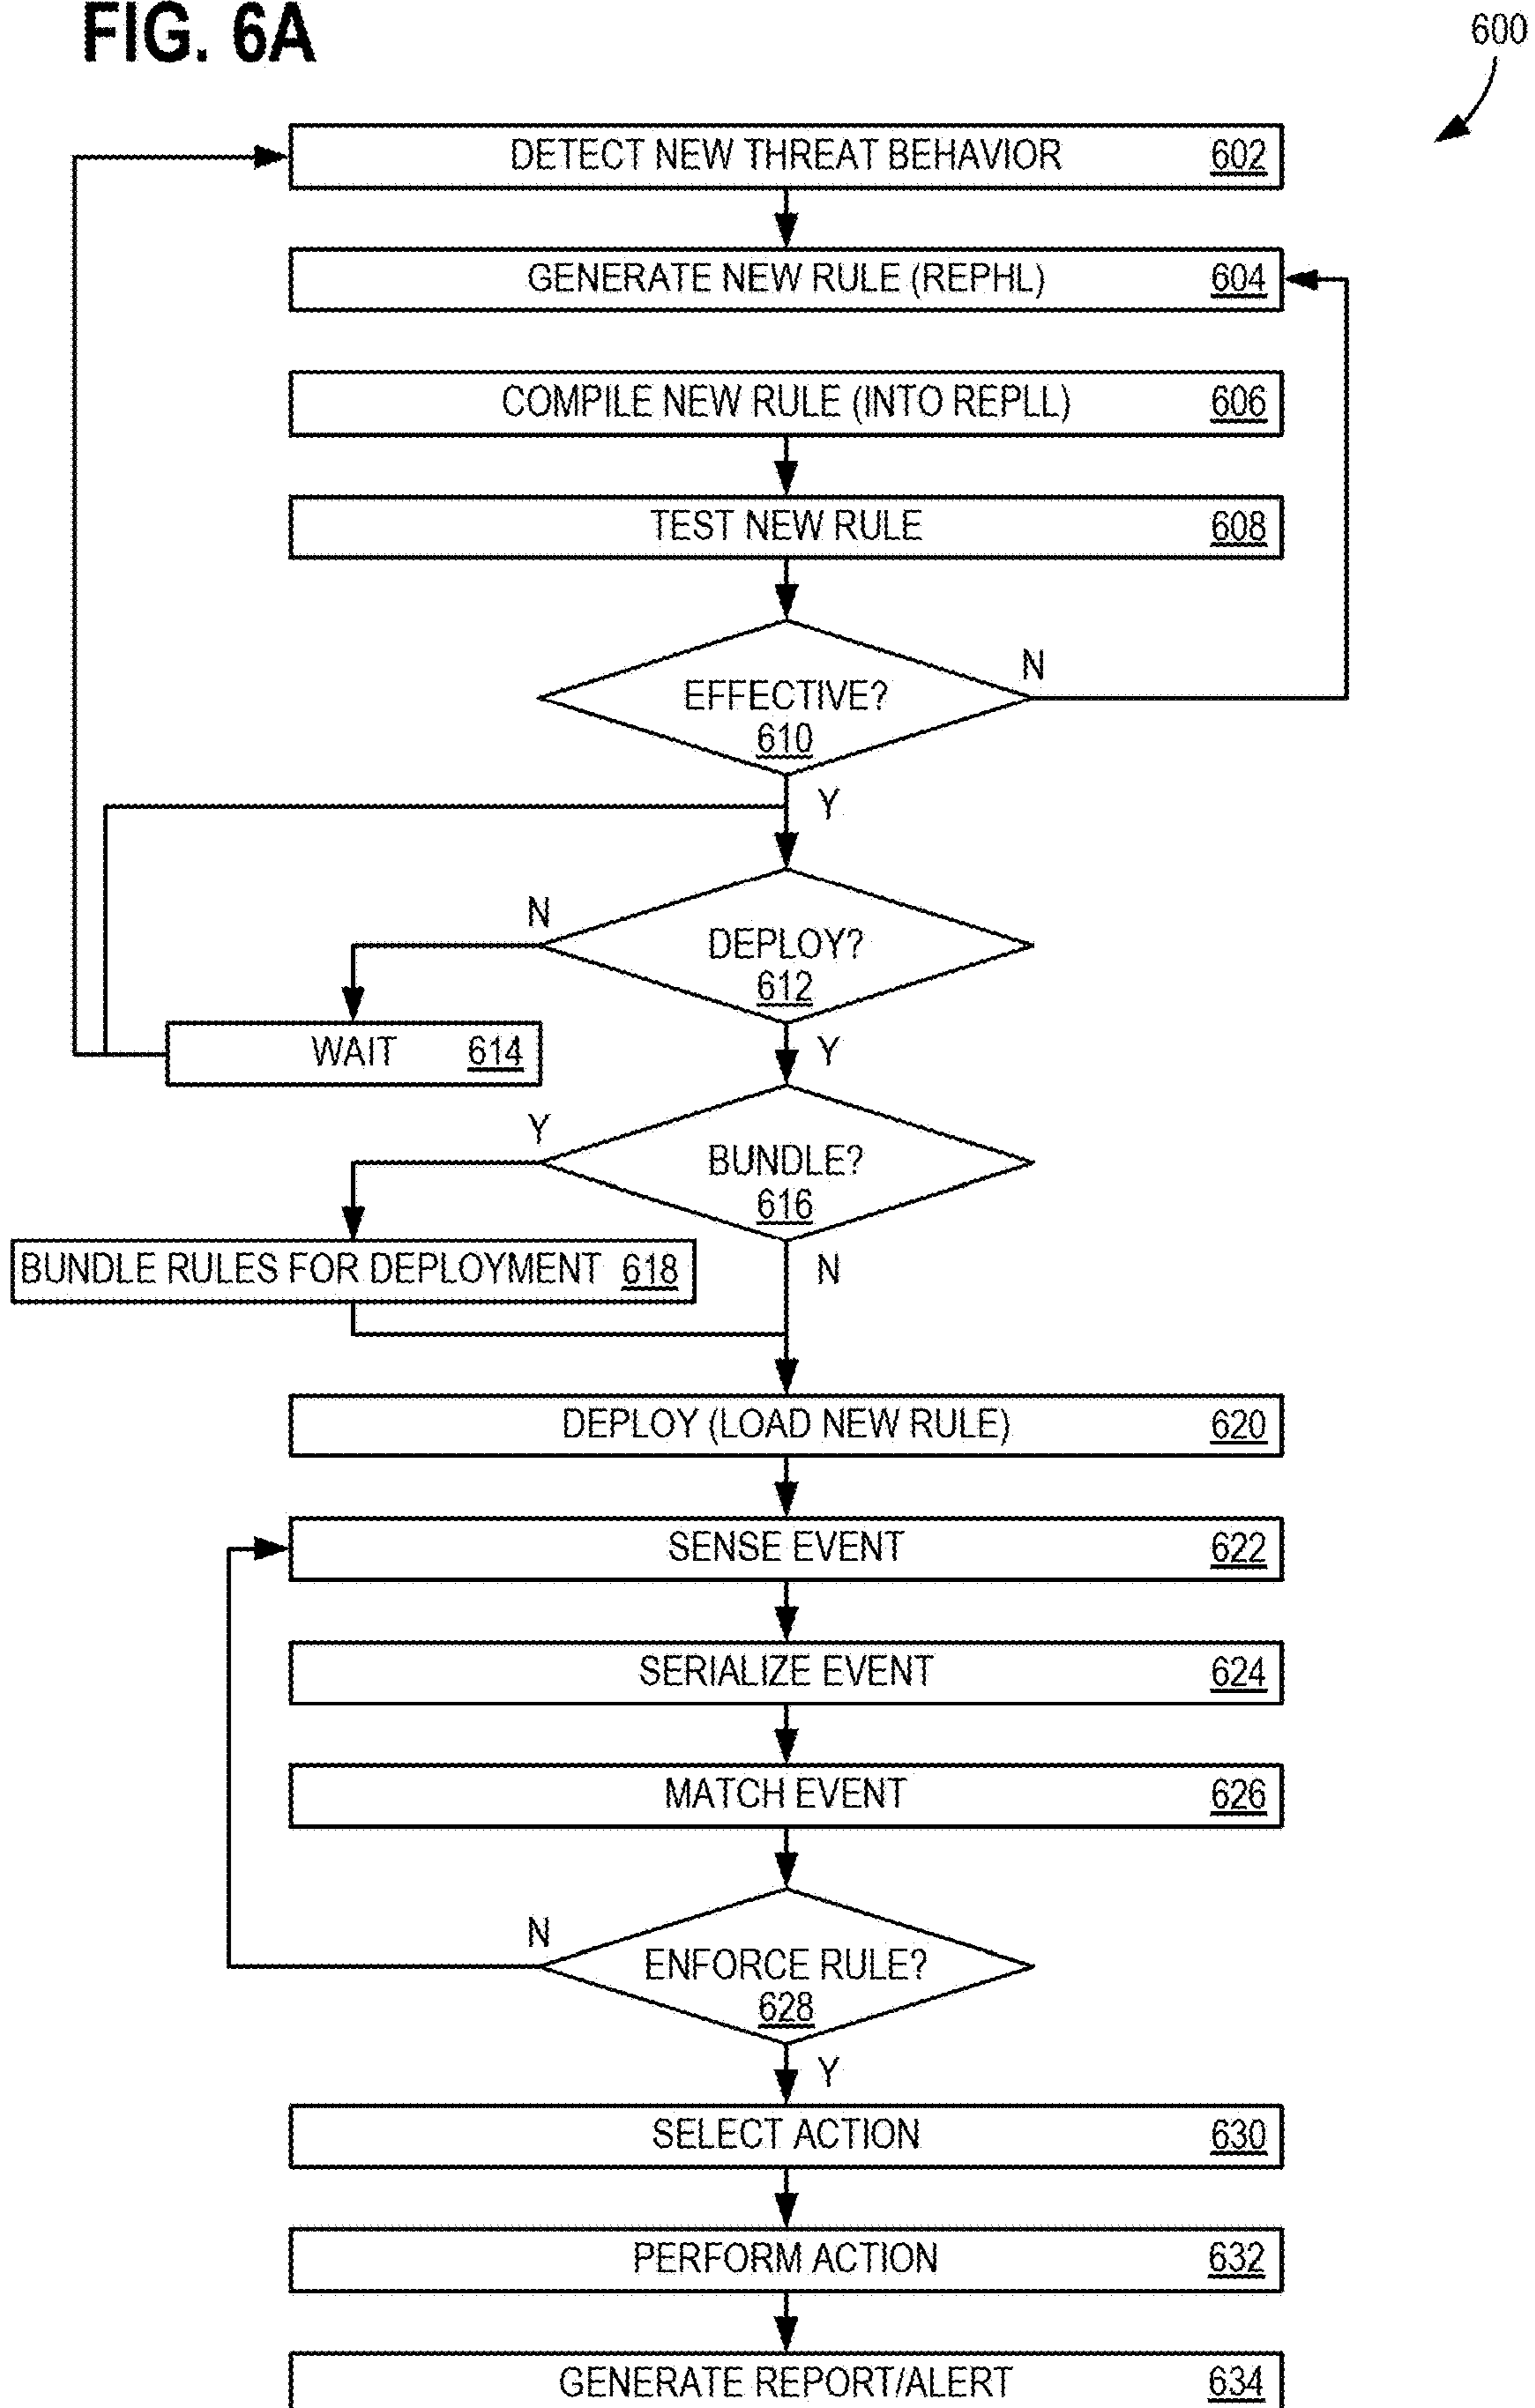 FIG. 6A
600
DETECT NEW THREAT BEHAVIOR 602
GENERATE NEW RULE (REPHL) 604
COMPILE NEW RULE (INTO REPLL) 606
TEST NEW RULE 608
N
EFFECTIVE?
610
Y
N
DEPLOY?
612
WAIT 614
Y
Y
BUNDLE?
616
BUNDLE RULES FOR DEPLOYMENT 618
N
DEPLOY (LOAD NEW RULE) 620
SENSE EVENT 622
SERIALIZE EVENT 624
MATCH EVENT 626
N
ENFORCE RULE?
628
Y
SELECT ACTION 630
PERFORM ACTION 632
GENERATE REPORT/ALERT 634